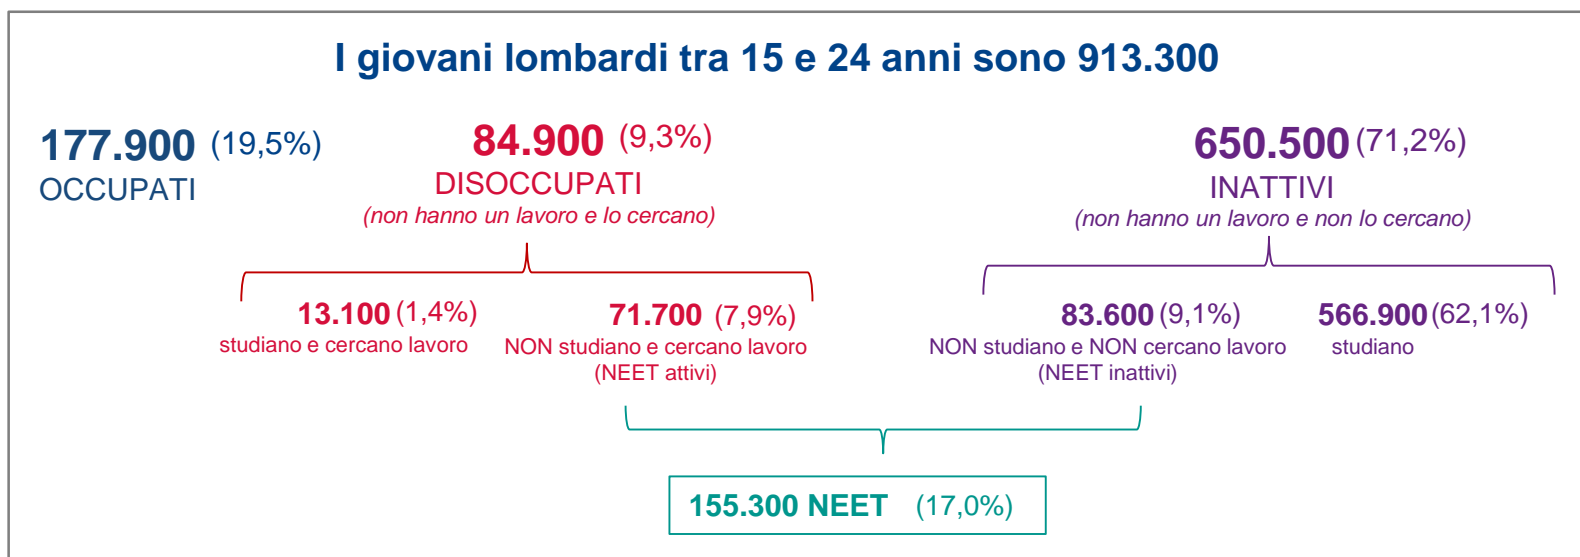 I giovani lombardi tra 15 e 24 anni sono 913.300
177.900 (19,5%)
OCCUPATI
84.900 (9,3%)
DISOCCUPATI
(non hanno un lavoro e lo cercano)
650.500 (71,2%)
INATTIVI
(non hanno un lavoro e non lo cercano)
13.100 (1,4%)
studiano e cercano lavoro
71.700 (7,9%)
NON studiano e cercano lavoro
(NEET attivi)
83.600 (9,1%)
NON studiano e NON cercano lavoro
(NEET inattivi)
566.900 (62,1%)
studiano
155.300 NEET (17,0%)